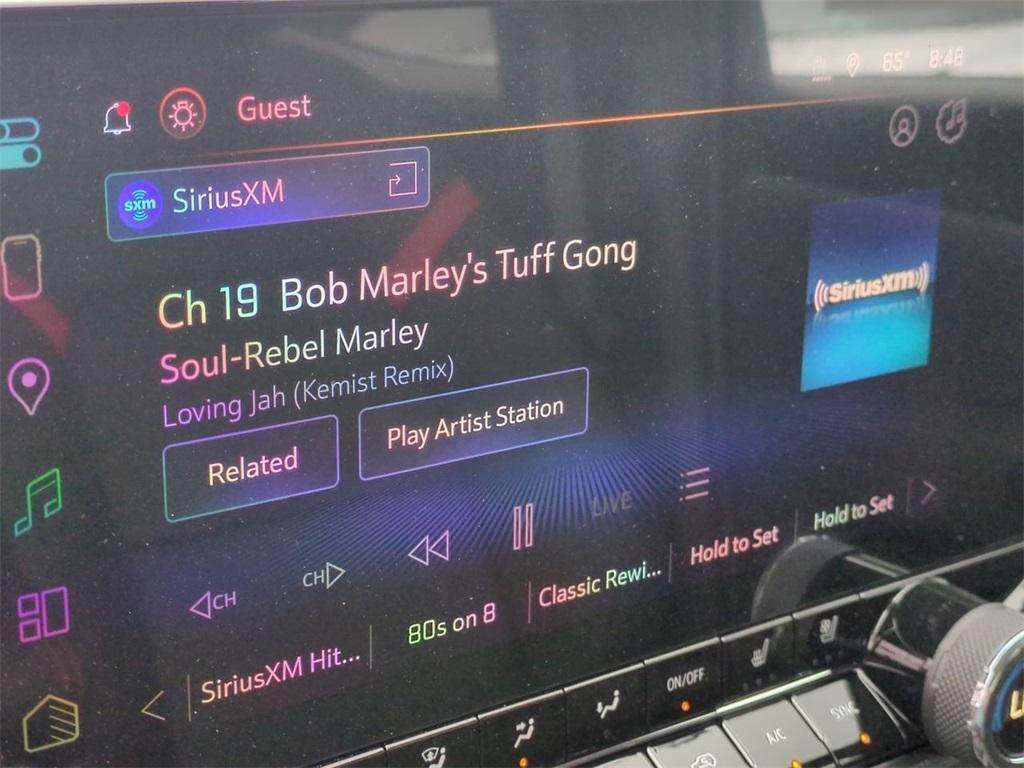 65° 8:48
Guest
sxm SiriusXM
((SiriusXM))
Ch 19 Bob Marley's Tuff Gong
Soul-Rebel Marley
Loving Jah (Kemist Remix)
Related
Play Artist Station
LIVE
CH
CH
SiriusXM Hit...
80s on 8
Classic Rewi...
Hold to Set
Hold to Set
ON/OFF
A/C
SYNC